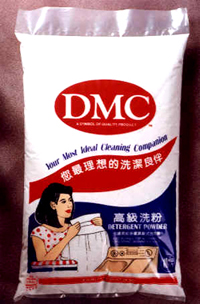 DMC
A SYMBOL OF QUALITY PRODUCT
Your Most Ideal Cleaning Companion
您最理想的洗潔良伴
高級洗粉
DETERGENT POWDER